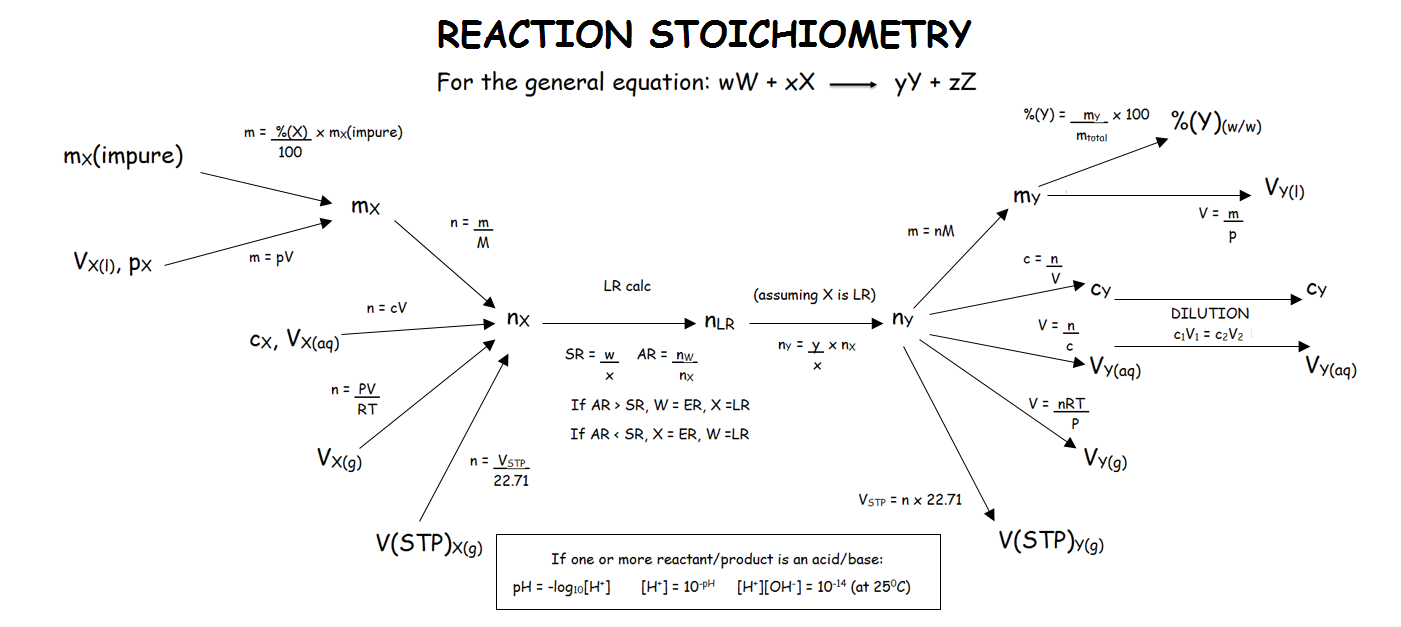 REACTION STOICHIOMETRY
For the general equation: wW + xX ⟶ yY + zZ
mX(impure)
m = %(X)/100 x mX(impure)
VX(l), pX
m = pV
mX
n = m/M
cX, VX(aq)
n = cV
n = PV/RT
VX(g)
n = VSTP/22.71
V(STP)X(g)
nX
LR calc
SR = w/x AR = nW/nX
If AR > SR, W = ER, X =LR
If AR < SR, X = ER, W =LR
nLR
(assuming X is LR)
nY = y/x x nX
nY
m = nM
mY
%(Y) = mY/mtotal x 100
%(Y)(w/w)
VY(l)
V = m/p
c = n/V
cY
cY
DILUTION
c₁V₁ = c₂V₂
V = n/c
VY(aq)
VY(aq)
V = nRT/P
VY(g)
VSTP = n x 22.71
V(STP)Y(g)
If one or more reactant/product is an acid/base:
pH = -log₁₀[H⁺] [H⁺] = 10⁻ᵖᴴ [H⁺][OH⁻] = 10⁻¹⁴ (at 25⁰C)